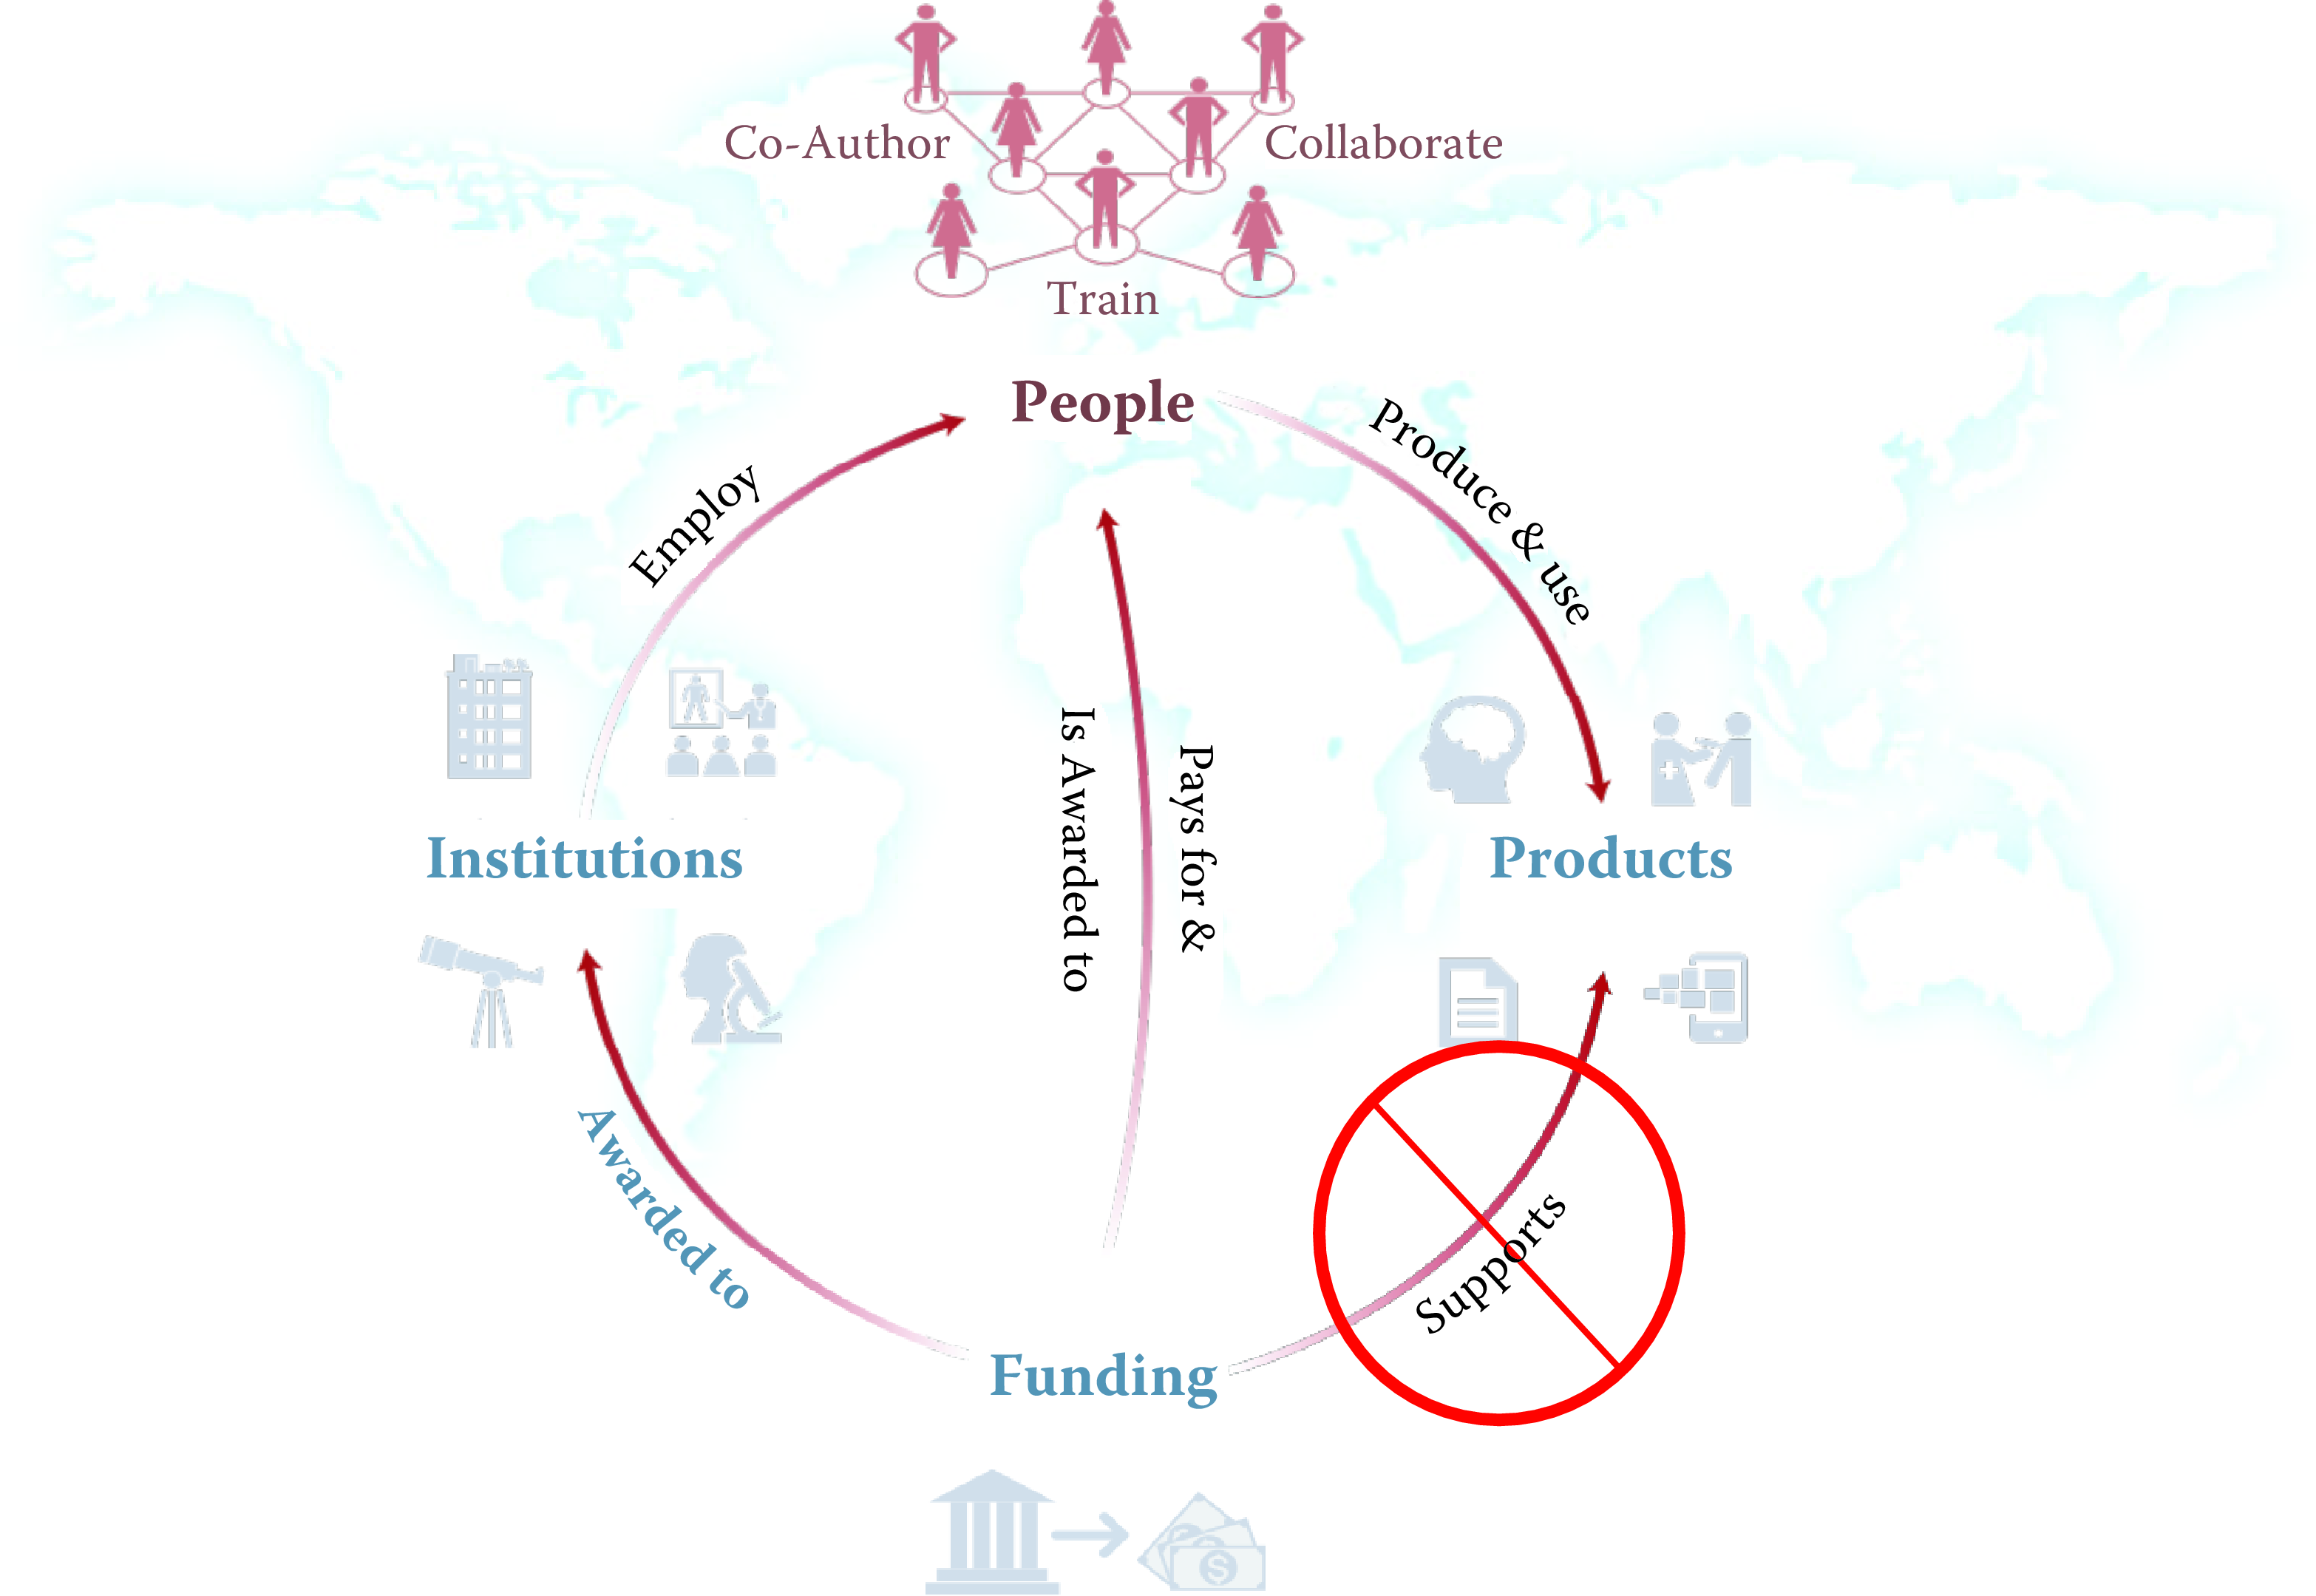 Co-Author
Collaborate
Train
People
Employ
Produce & use
Is Awarded to
Pays for &
Institutions
Products
Awarded to
Supports
Funding
$